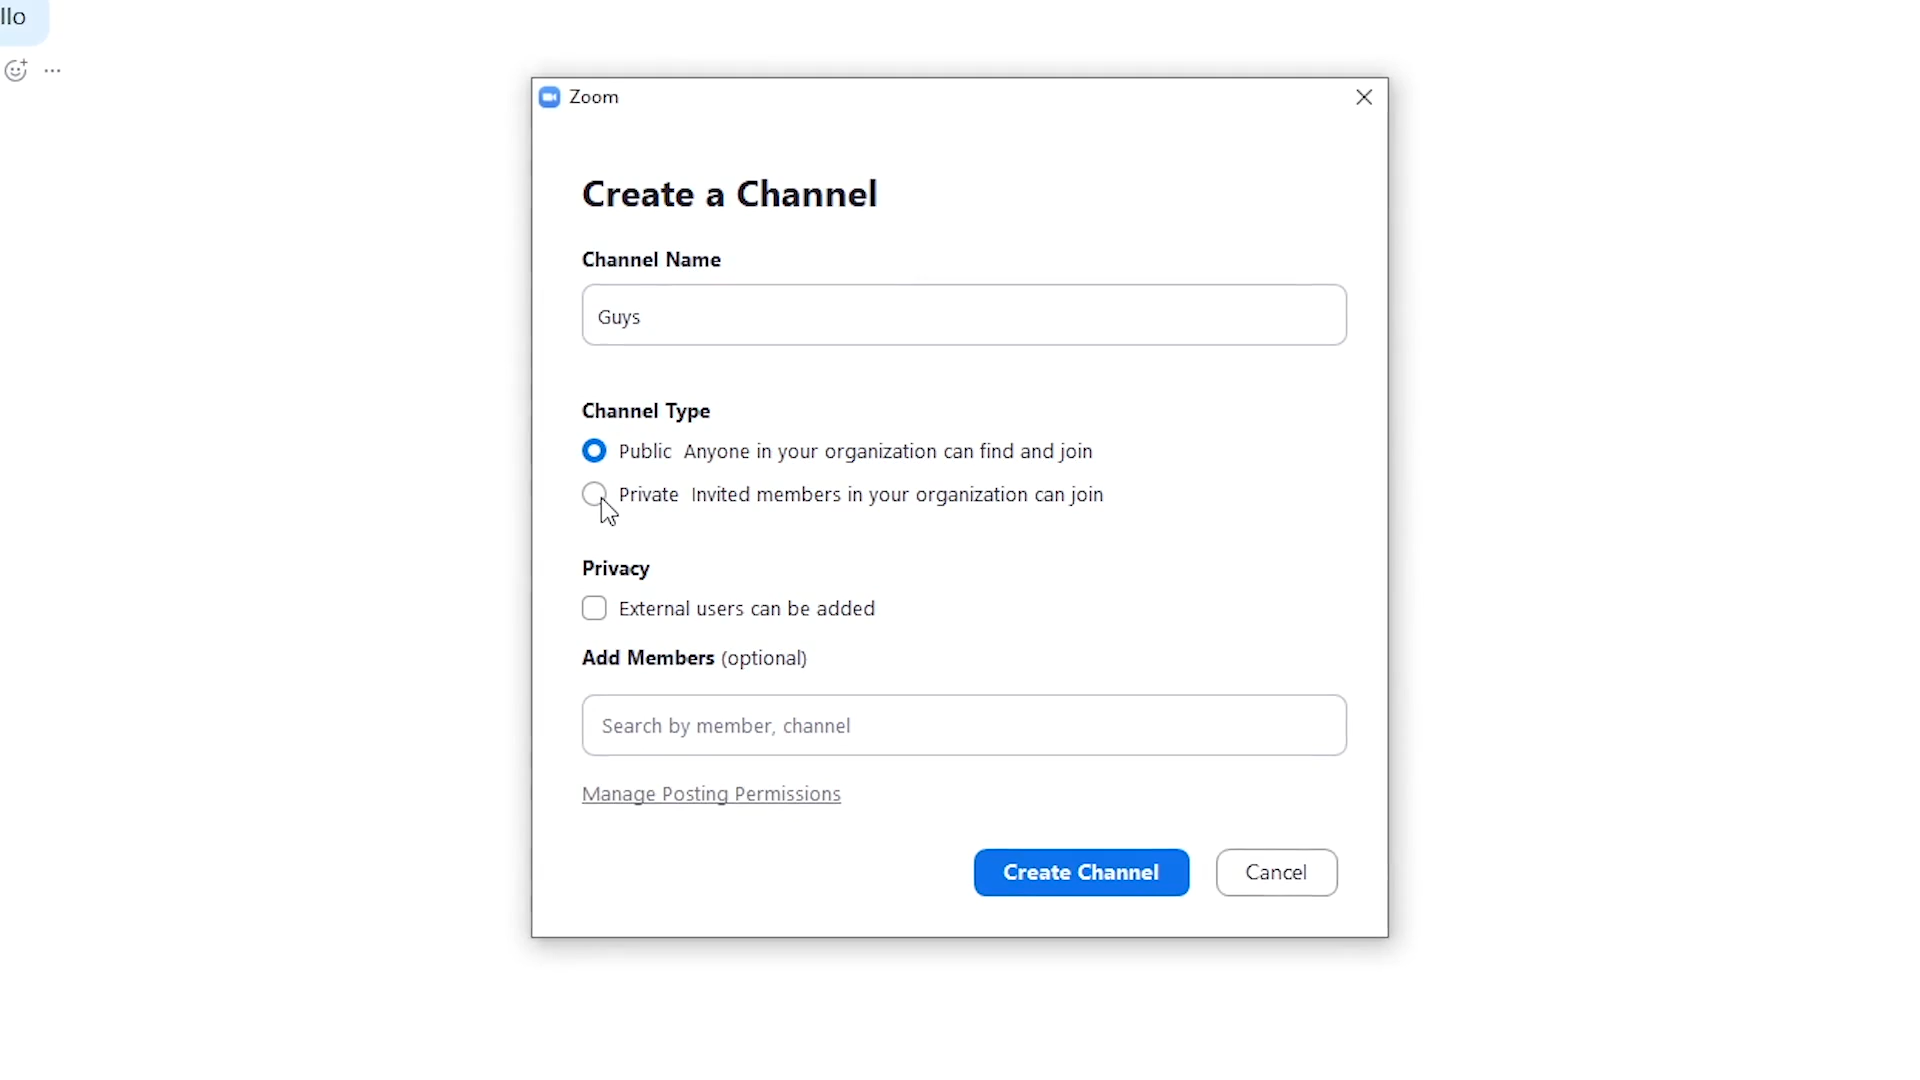 llo
Zoom
Create a Channel
Channel Name
Guys
Channel Type
Public Anyone in your organization can find and join
Private Invited members in your organization can join
Privacy
External users can be added
Add Members (optional)
Search by member, channel
Manage Posting Permissions
Create Channel
Cancel